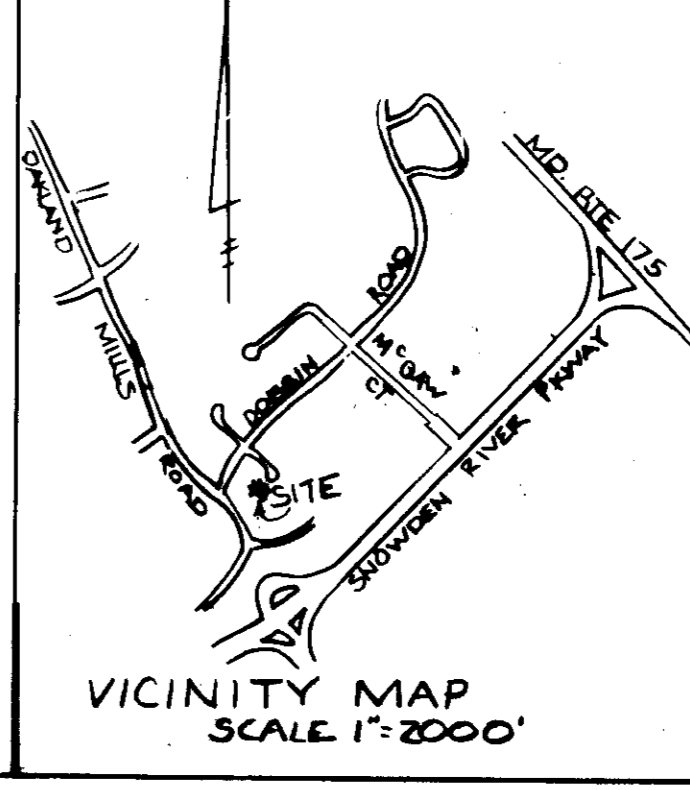 OAKLAND
MILLS
ROAD
DOBBIN
ROAD
McGAW
CT
MD. RTE 175
SNOWDEN RIVER PKWAY
SITE
VICINITY MAP
SCALE 1"=2000'